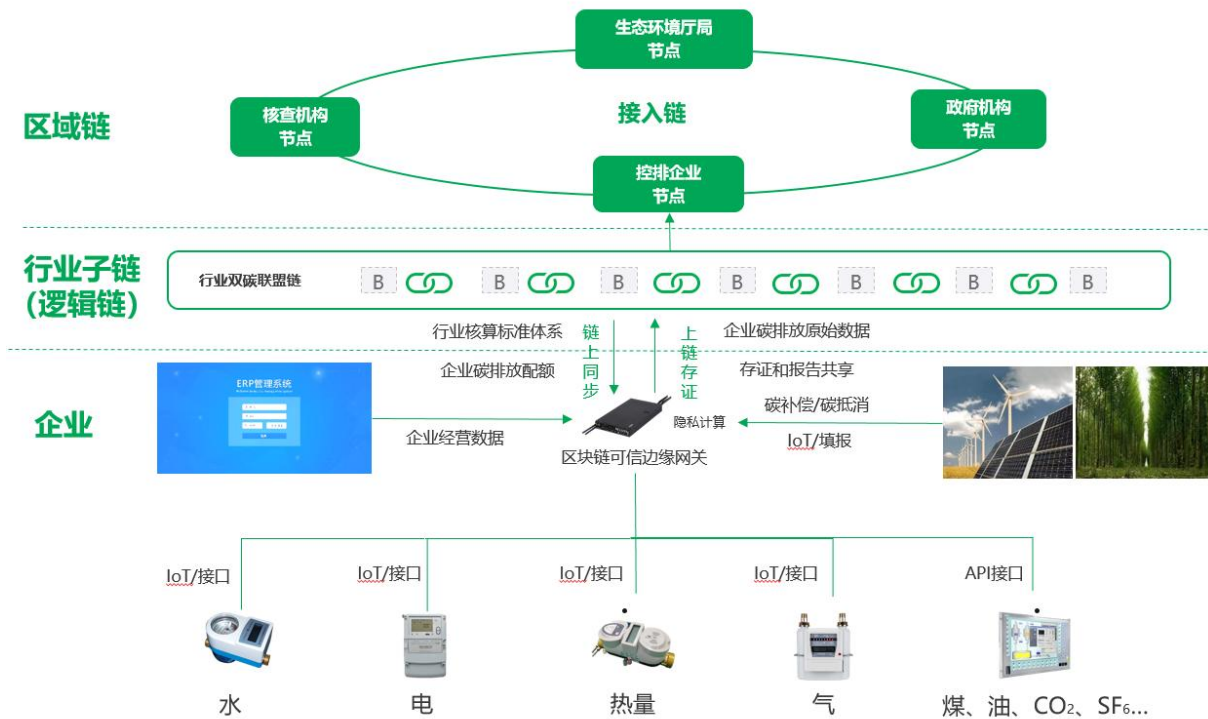 生态环境厅局
节点
区域链
核查机构
节点
接入链
政府机构
节点
控排企业
节点
行业子链
(逻辑链)
行业双碳联盟链
B B B B B B B
行业核算标准体系
企业碳排放配额
链上同步
上链存证
企业碳排放原始数据
存证和报告共享
企业
ERP管理系统
企业经营数据
隐私计算
碳补偿/碳抵消
IoT/填报
区块链可信边缘网关
IoT/接口
IoT/接口
IoT/接口
IoT/接口
API接口
水
电
热量
气
煤、油、CO₂、SF₆...